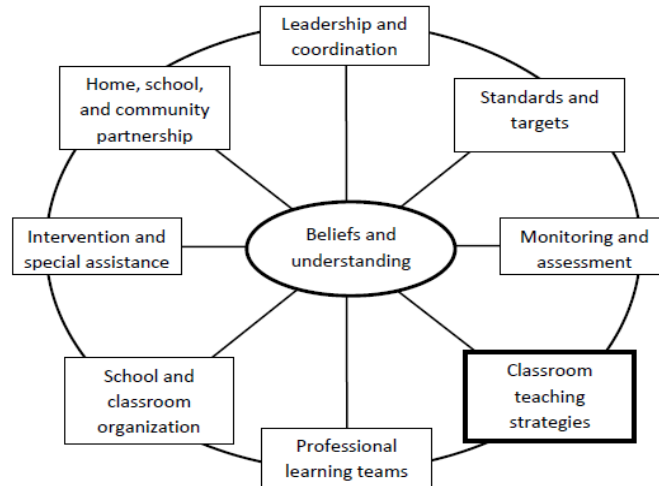 Leadership and
coordination
Home, school,
and community
partnership
Standards and
targets
Intervention and
special assistance
Beliefs and
understanding
Monitoring and
assessment
School and
classroom
organization
Classroom
teaching
strategies
Professional
learning teams